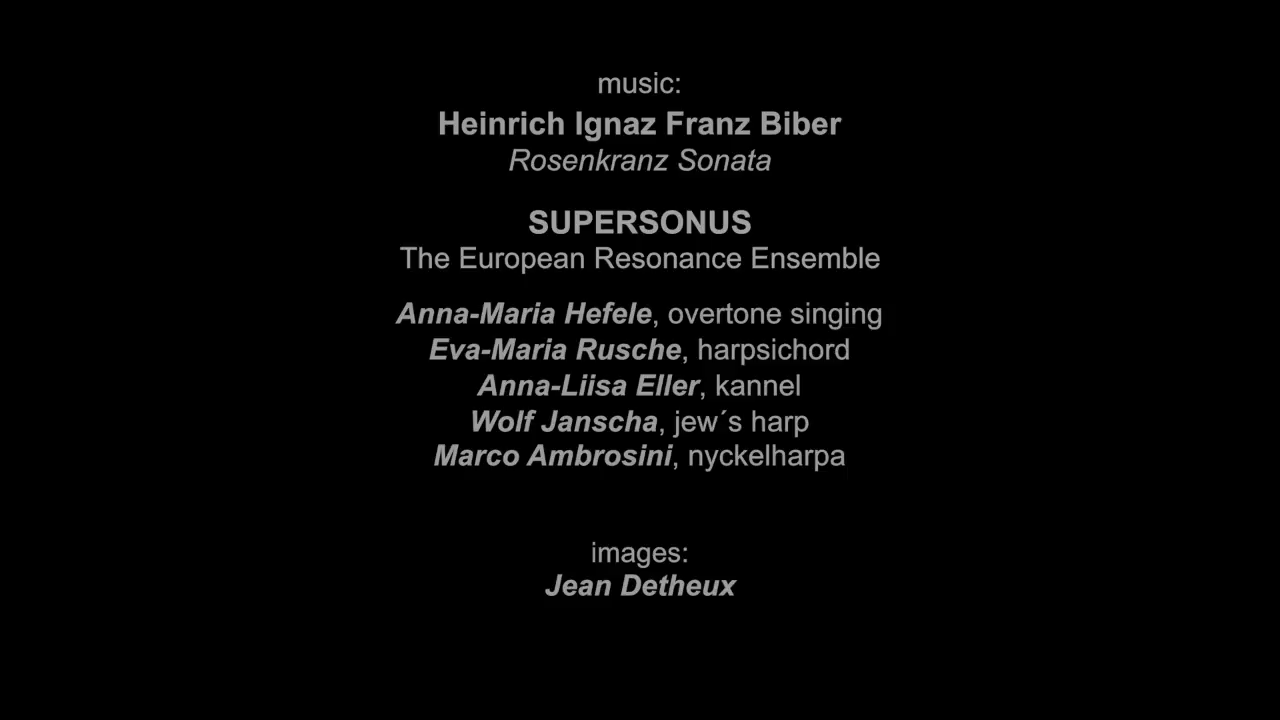 music:
Heinrich Ignaz Franz Biber
Rosenkranz Sonata
SUPERSONUS
The European Resonance Ensemble
Anna-Maria Hefele, overtone singing
Eva-Maria Rusche, harpsichord
Anna-Liisa Eller, kannel
Wolf Janscha, jew´s harp
Marco Ambrosini, nyckelharpa
images:
Jean Detheux